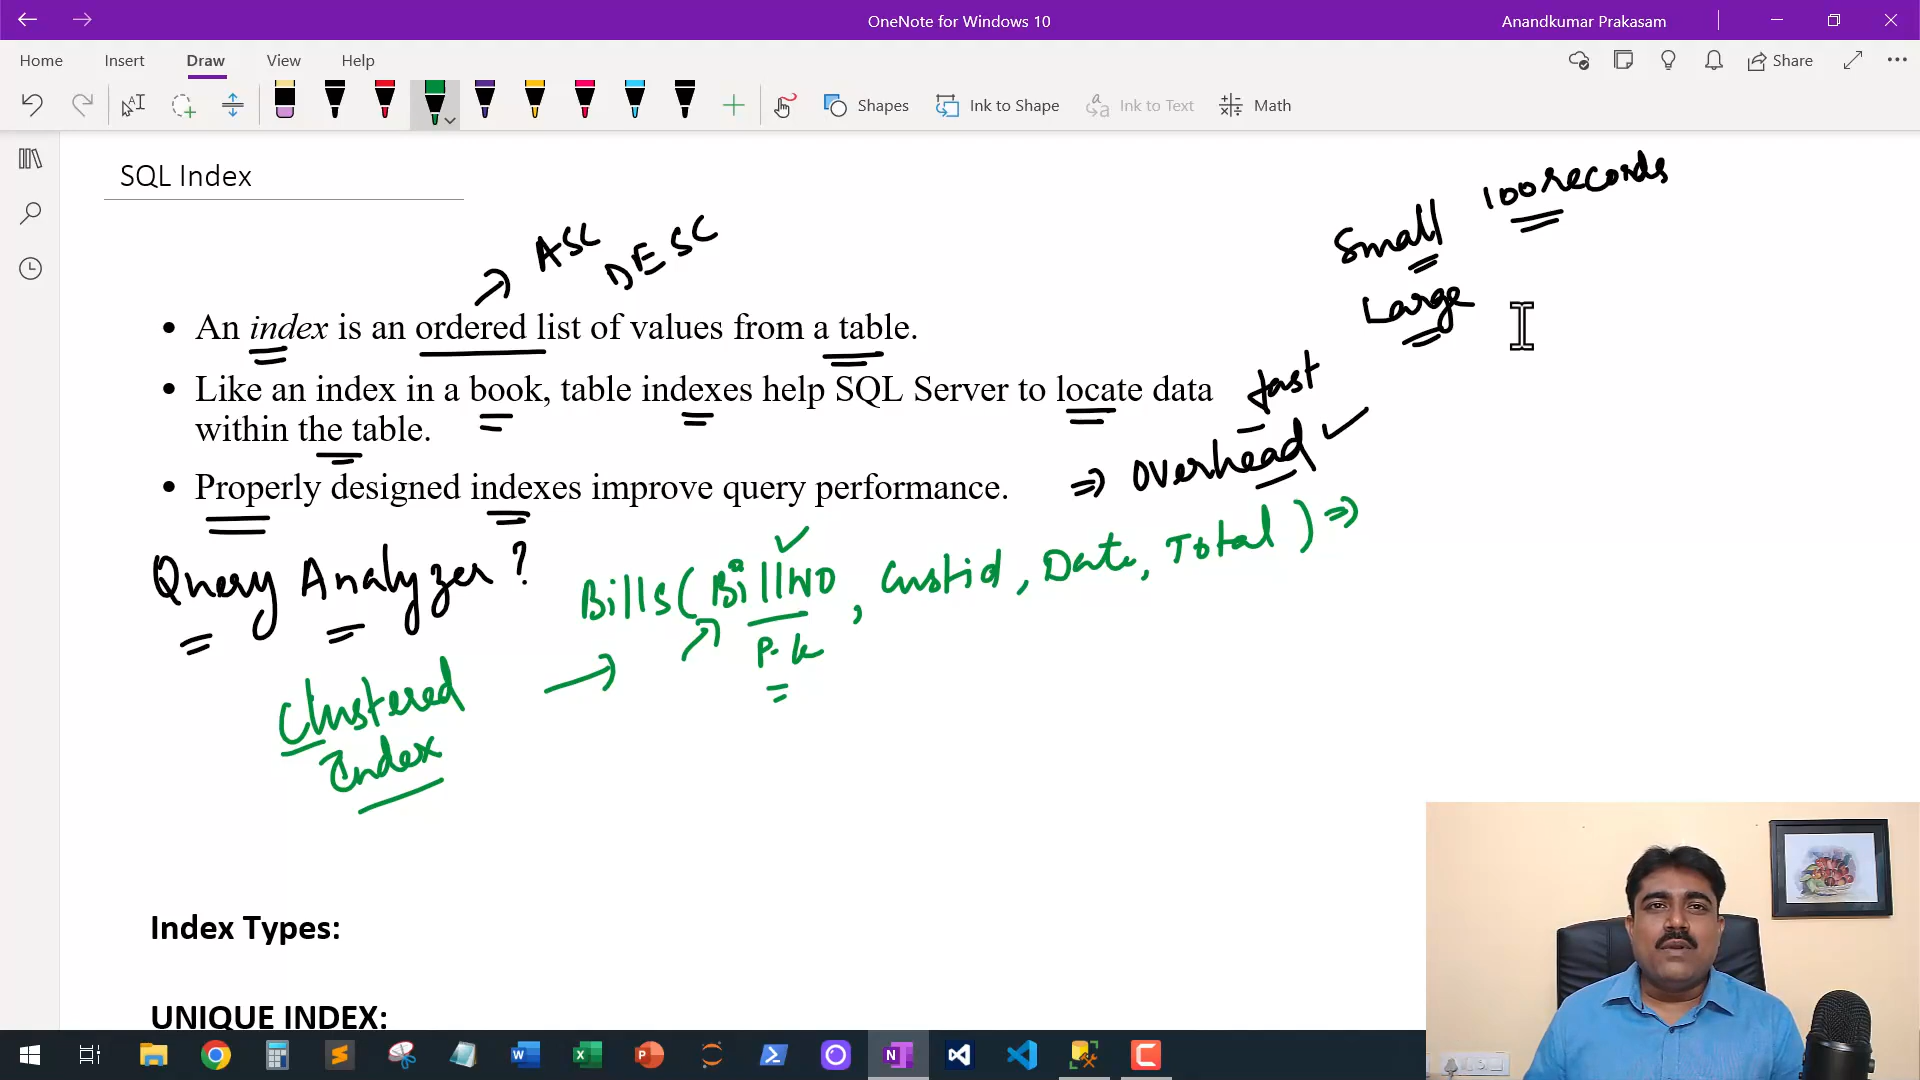 OneNote for Windows 10
Anandkumar Prakasam
Home Insert Draw View Help
Share
Shapes Ink to Shape Ink to Text Math
SQL Index
100 records
Small
Large
ASC
DESC
• An index is an ordered list of values from a table.
• Like an index in a book, table indexes help SQL Server to locate data
within the table.
fast
• Properly designed indexes improve query performance.
⇒ Overhead ✓
Query Analyzer ?
Bills(BillNO, Custid, Date, Total) ⇒
P.k
Clustered
Index
Index Types:
UNIQUE INDEX: